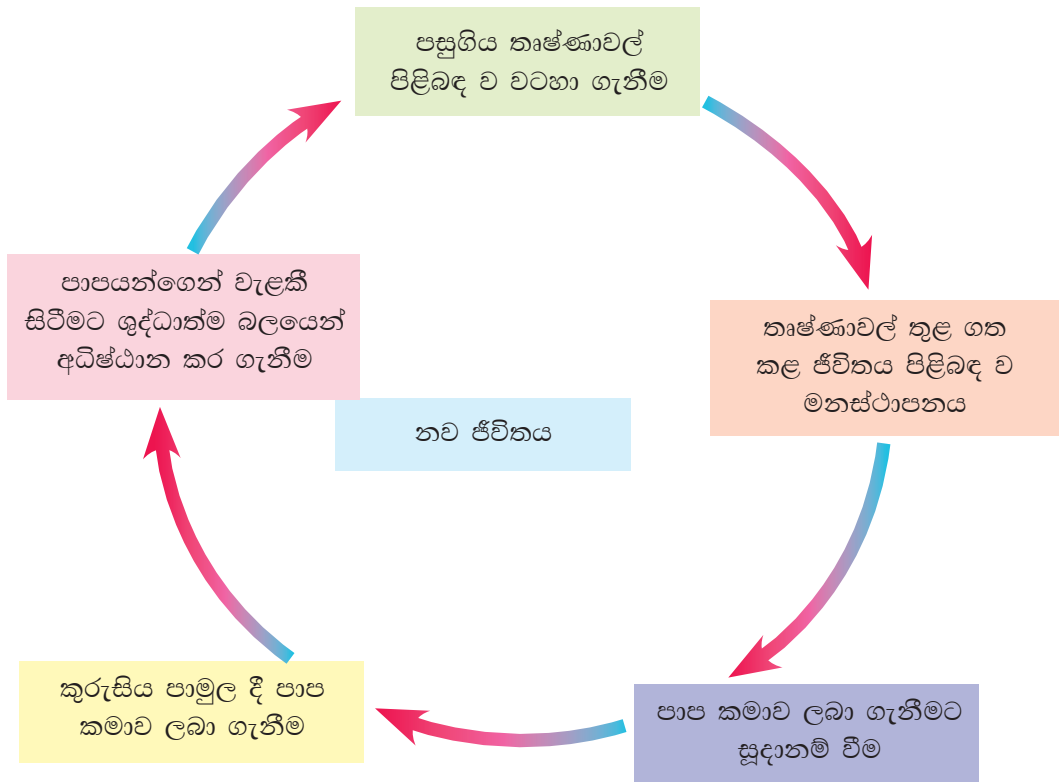 පසුගිය තෘෂ්ණාවල්
පිළිබඳ ව වටහා ගැනීම
තෘෂ්ණාවල් තුළ ගත
කළ ජීවිතය පිළිබඳ ව
මනස්ථාපනය
පාප කමාව ලබා ගැනීමට
සූදානම් වීම
කුරුසිය පාමුල දී පාප
කමාව ලබා ගැනීම
පාපයන්ගෙන් වැළකී
සිටීමට ශුද්ධාත්ම බලයෙන්
අධිෂ්ඨාන කර ගැනීම
නව ජීවිතය